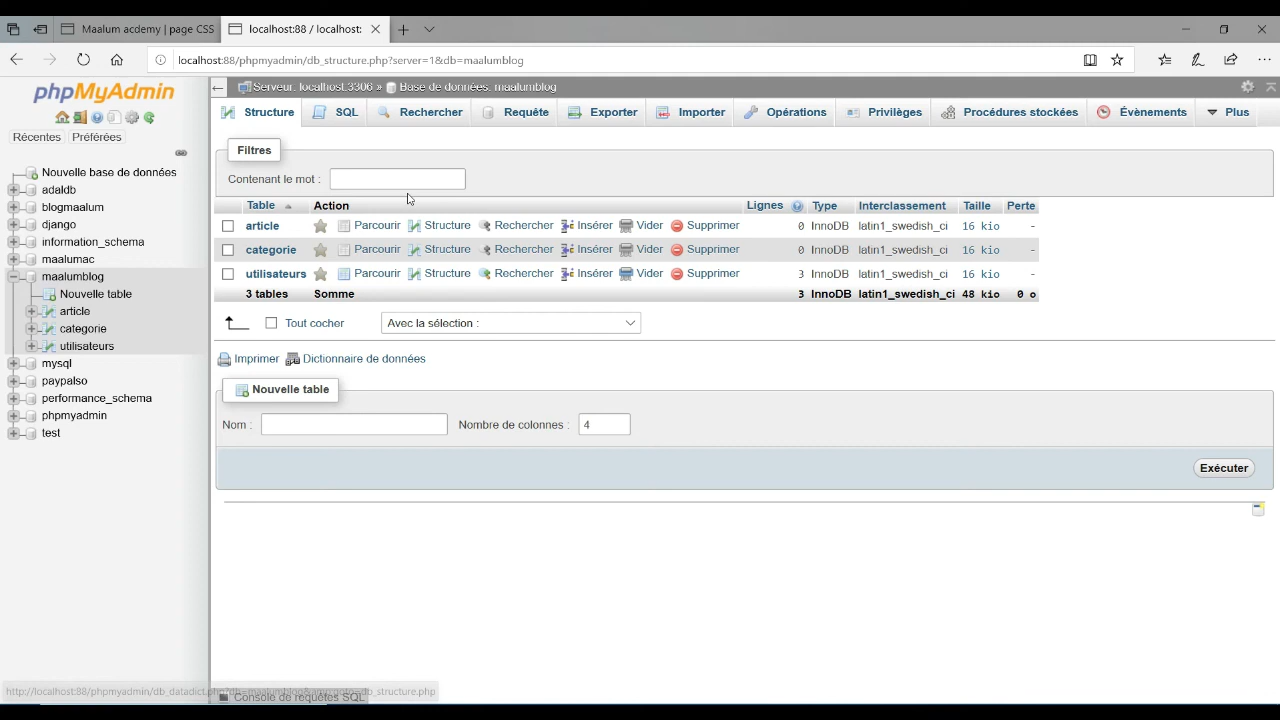 Maalum acdemy | page CSS
localhost:88 / localhost:
localhost:88/phpmyadmin/db_structure.php?server=1&db=maalumblog
phpMyAdmin
Récentes Préférées
Nouvelle base de données
adaldb
blogmaalum
django
information_schema
maalumac
maalumblog
Nouvelle table
article
categorie
utilisateurs
mysql
paypalso
performance_schema
phpmyadmin
test
Serveur: localhost:3306 » Base de données: maalumblog
Structure SQL Rechercher Requête Exporter Importer Opérations Privilèges Procédures stockées Évènements Plus
Filtres
Contenant le mot :
Table Action Lignes Type Interclassement Taille Perte
article Parcourir Structure Rechercher Insérer Vider Supprimer 0 InnoDB latin1_swedish_ci 16 kio -
categorie Parcourir Structure Rechercher Insérer Vider Supprimer 0 InnoDB latin1_swedish_ci 16 kio -
utilisateurs Parcourir Structure Rechercher Insérer Vider Supprimer 3 InnoDB latin1_swedish_ci 16 kio -
3 tables Somme 3 InnoDB latin1_swedish_ci 48 kio 0 o
Tout cocher Avec la sélection :
Imprimer Dictionnaire de données
Nouvelle table
Nom : Nombre de colonnes : 4
Exécuter
Console de requêtes SQL